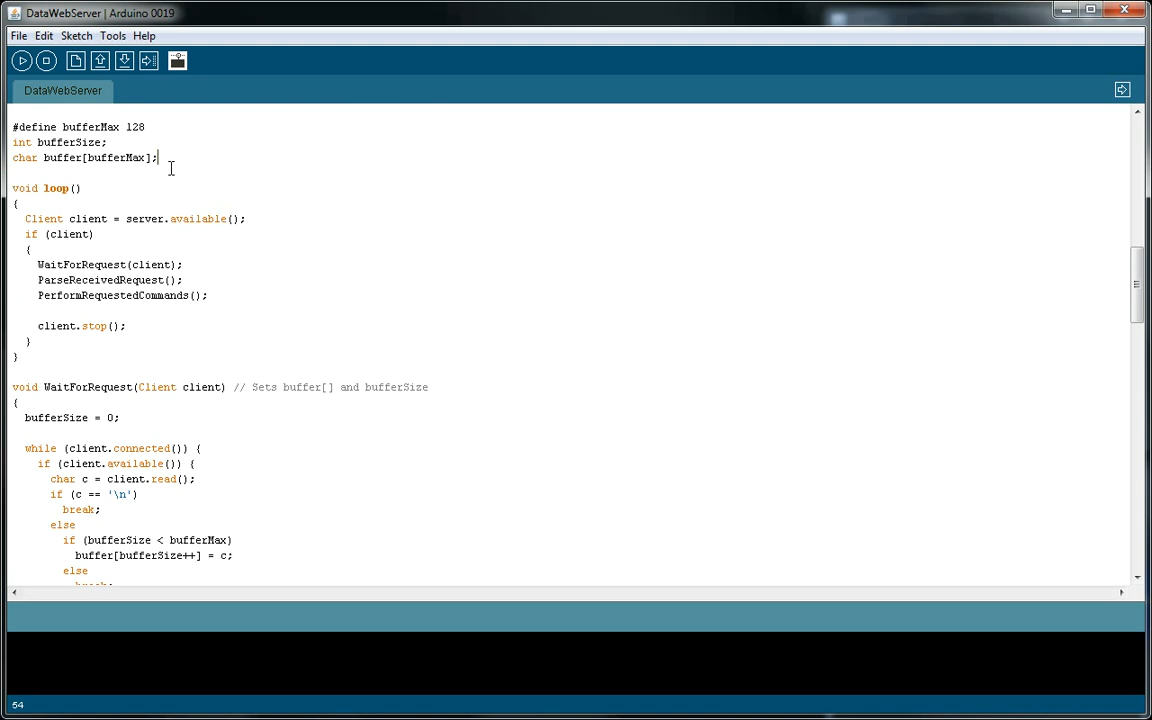 DataWebServer | Arduino 0019
File Edit Sketch Tools Help
DataWebServer
#define bufferMax 128
int bufferSize;
char buffer[bufferMax];
void loop()
{
Client client = server.available();
if (client)
{
WaitForRequest(client);
ParseReceivedRequest();
PerformRequestedCommands();
client.stop();
}
}
void WaitForRequest(Client client) // Sets buffer[] and bufferSize
{
bufferSize = 0;
while (client.connected()) {
if (client.available()) {
char c = client.read();
if (c == '\n')
break;
else
if (bufferSize < bufferMax)
buffer[bufferSize++] = c;
else
break;
54